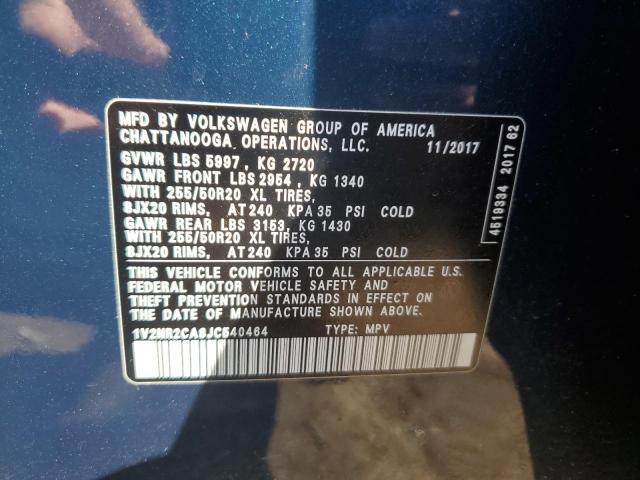 MFD BY VOLKSWAGEN GROUP OF AMERICA
CHATTANOOGA OPERATIONS, LLC. 11/2017
GVWR LBS 5997, KG 2720
GAWR FRONT LBS 2954, KG 1340
WITH 255/50R20 XL TIRES,
8JX20 RIMS, AT 240 KPA 35 PSI COLD
GAWR REAR LBS 3153, KG 1430
WITH 255/50R20 XL TIRES,
8JX20 RIMS, AT 240 KPA 35 PSI COLD
THIS VEHICLE CONFORMS TO ALL APPLICABLE U.S.
FEDERAL MOTOR VEHICLE SAFETY AND
THEFT PREVENTION STANDARDS IN EFFECT ON
THE DATE OF MANUFACTURE SHOWN ABOVE.
1V2NR2CA8JC540464 TYPE: MPV
4519334 2017 62